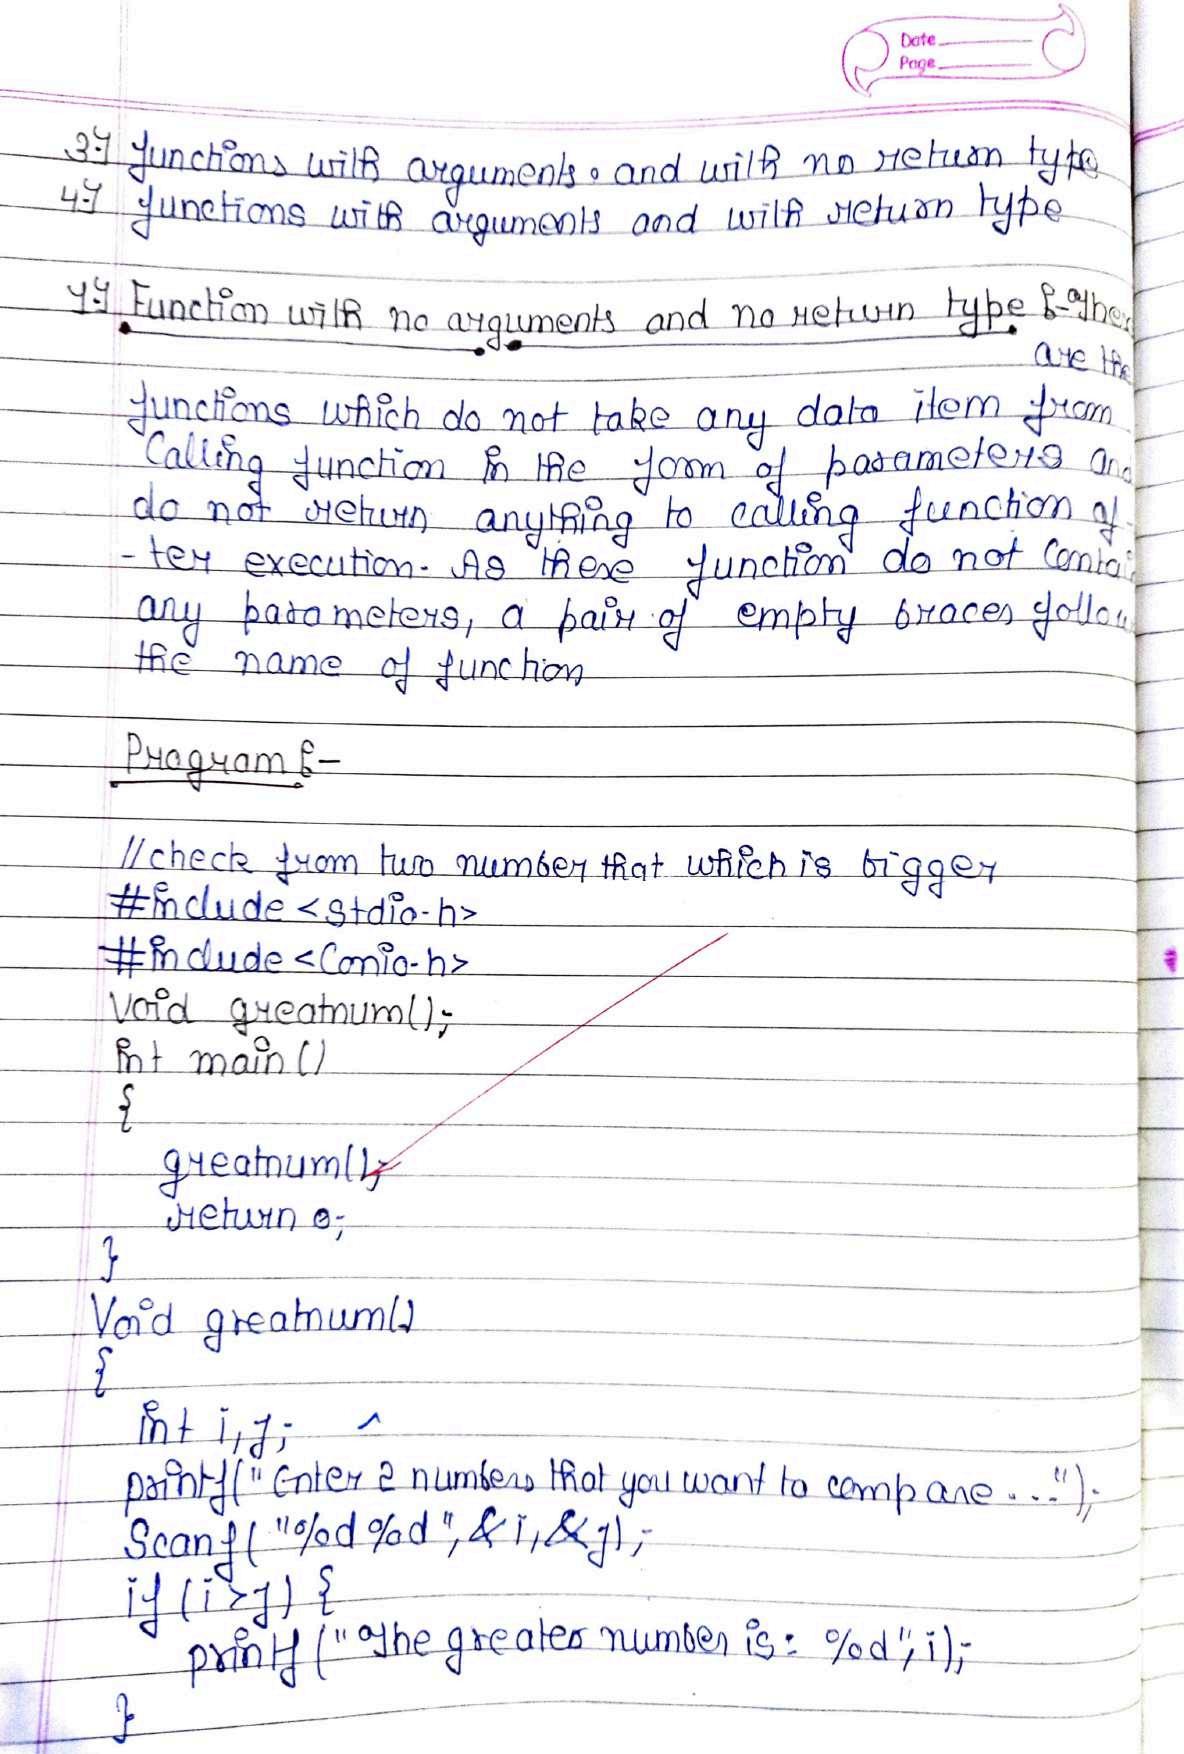 Date
Page
3:- functions with arguments. and with no return type
4:- functions with arguments and with return type
1:- Function with no arguments and no return type :- Ther
are the
functions which do not take any data item from
Calling function in the form of parameters and
do not return anything to calling function af-
-ter execution. As these function do not Contai
any parameters, a pair of empty braces follow
the name of function
Program :-
//check from two number that which is bigger
#include <stdio.h>
#include <Conio.h>
Void greatnum();
int main()
{
greatnum();
return 0;
}
Void greatnum()
{
int i,j;
printf("Enter 2 numbers that you want to compare ...");
Scanf("%d%d",&i,&j);
if (i>j) {
printf("The greater number is: %d",i);
}